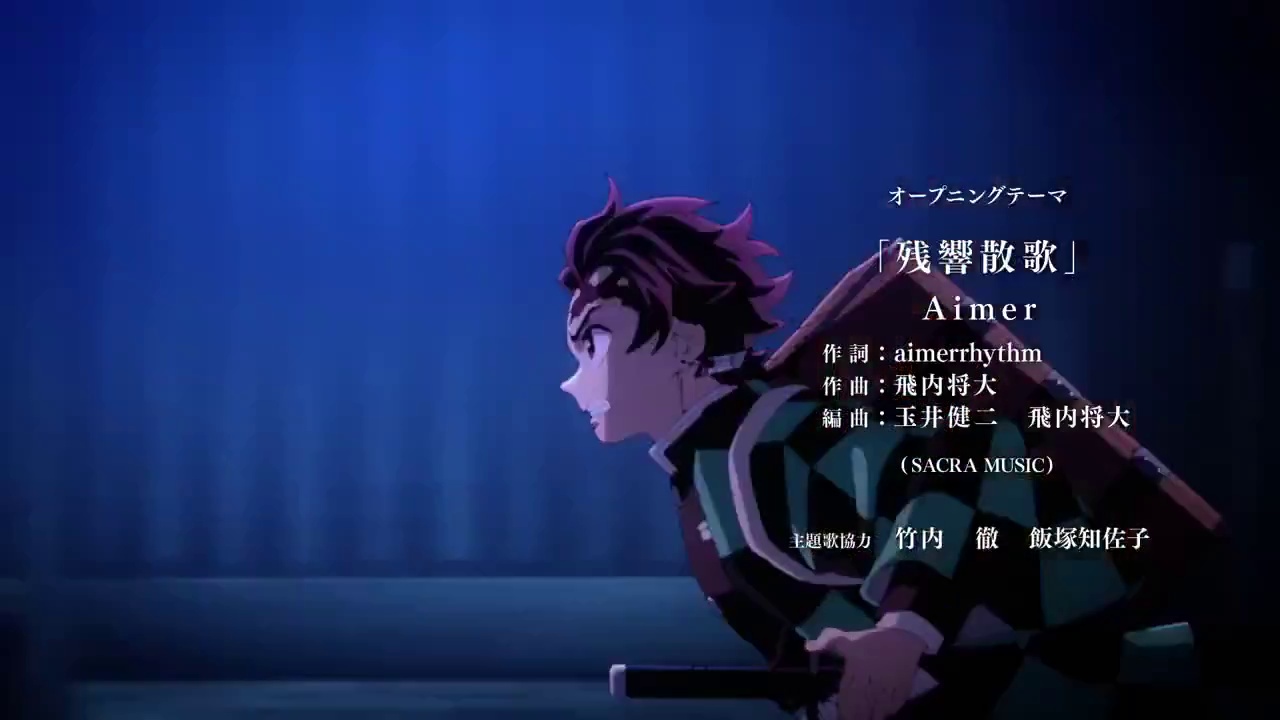 オープニングテーマ
「残響散歌」
Aimer
作詞：aimerrhythm
作曲：飛内将大
編曲：玉井健二　飛内将大
（SACRA MUSIC）
主題歌協力　竹内　徹　飯塚知佐子